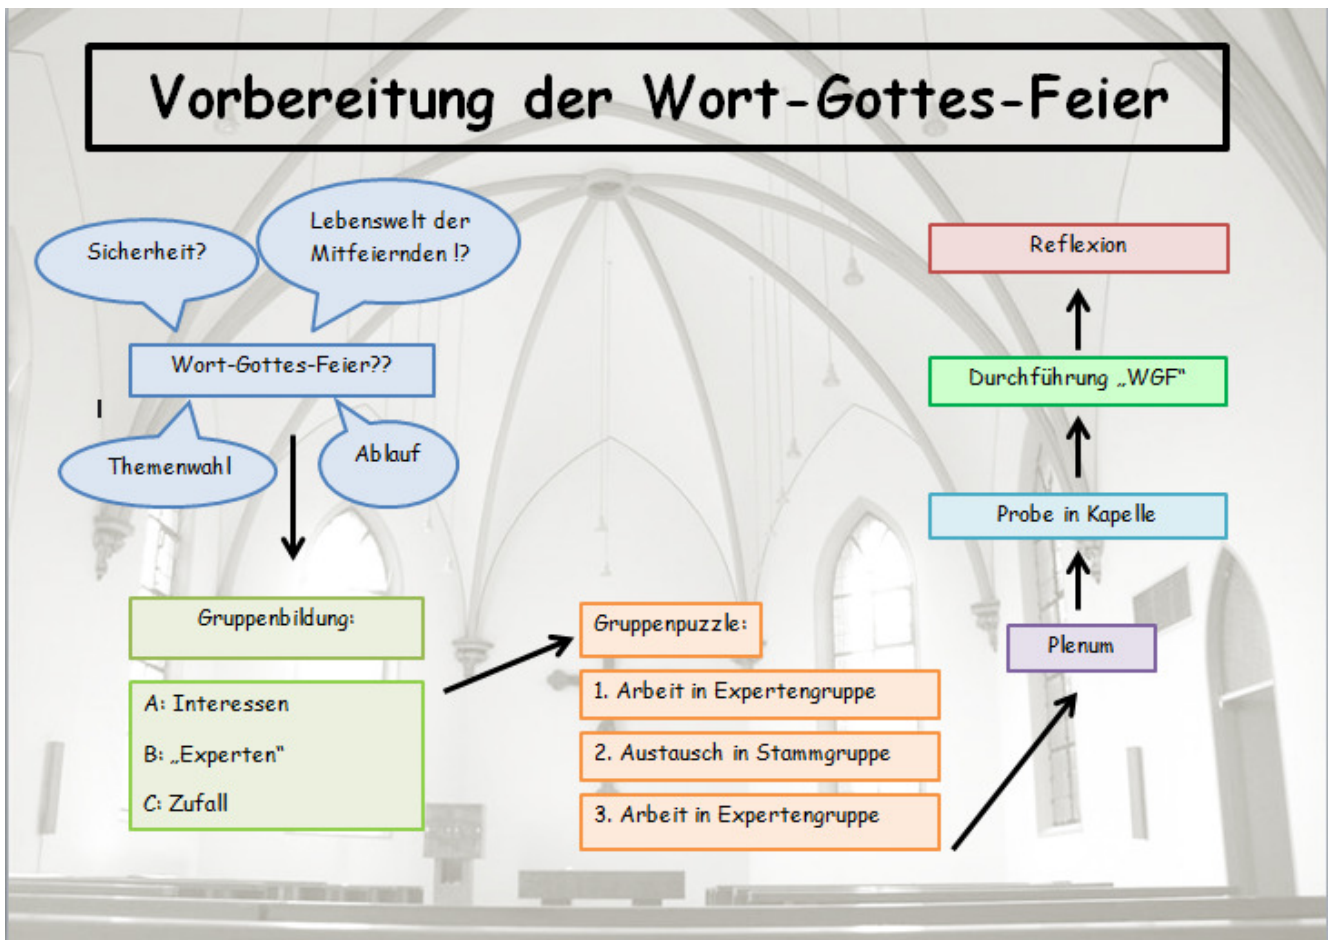 Vorbereitung der Wort-Gottes-Feier
Sicherheit?
Lebenswelt der
Mitfeiernden !?
Wort-Gottes-Feier??
Themenwahl
Ablauf
Gruppenbildung:
A: Interessen
B: „Experten“
C: Zufall
Gruppenpuzzle:
1. Arbeit in Expertengruppe
2. Austausch in Stammgruppe
3. Arbeit in Expertengruppe
Plenum
Probe in Kapelle
Durchführung „WGF“
Reflexion